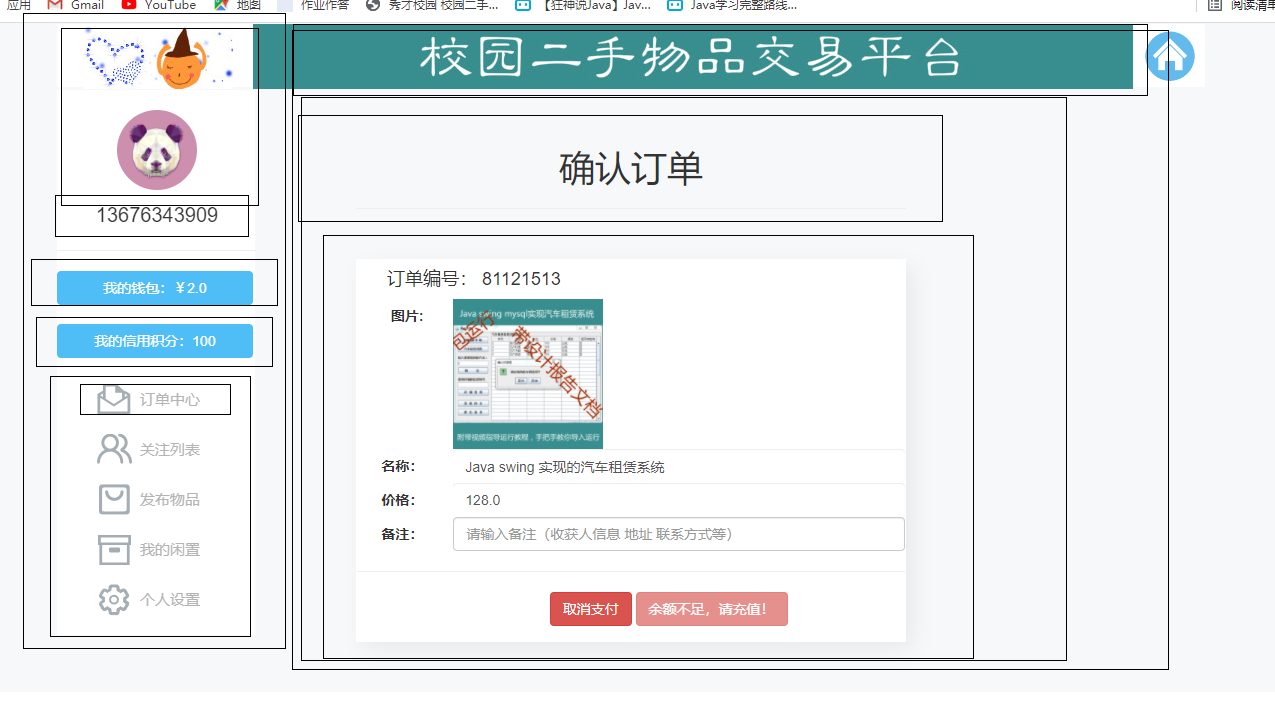 应用 Gmail YouTube 地图 作业作答 秀才校园 校园二手... 【狂神说Java】Jav... Java学习完整路线... 阅读清单
校园二手物品交易平台
13676343909
我的钱包：￥2.0
我的信用积分：100
订单中心
关注列表
发布物品
我的闲置
个人设置
确认订单
订单编号： 81121513
图片：
Java swing mysql实现汽车租赁系统
包运行
带设计报告文档
附带视频指导运行教程，手把手教你导入运行
名称： Java swing 实现的汽车租赁系统
价格： 128.0
备注： 请输入备注（收获人信息 地址 联系方式等）
取消支付 余额不足，请充值！